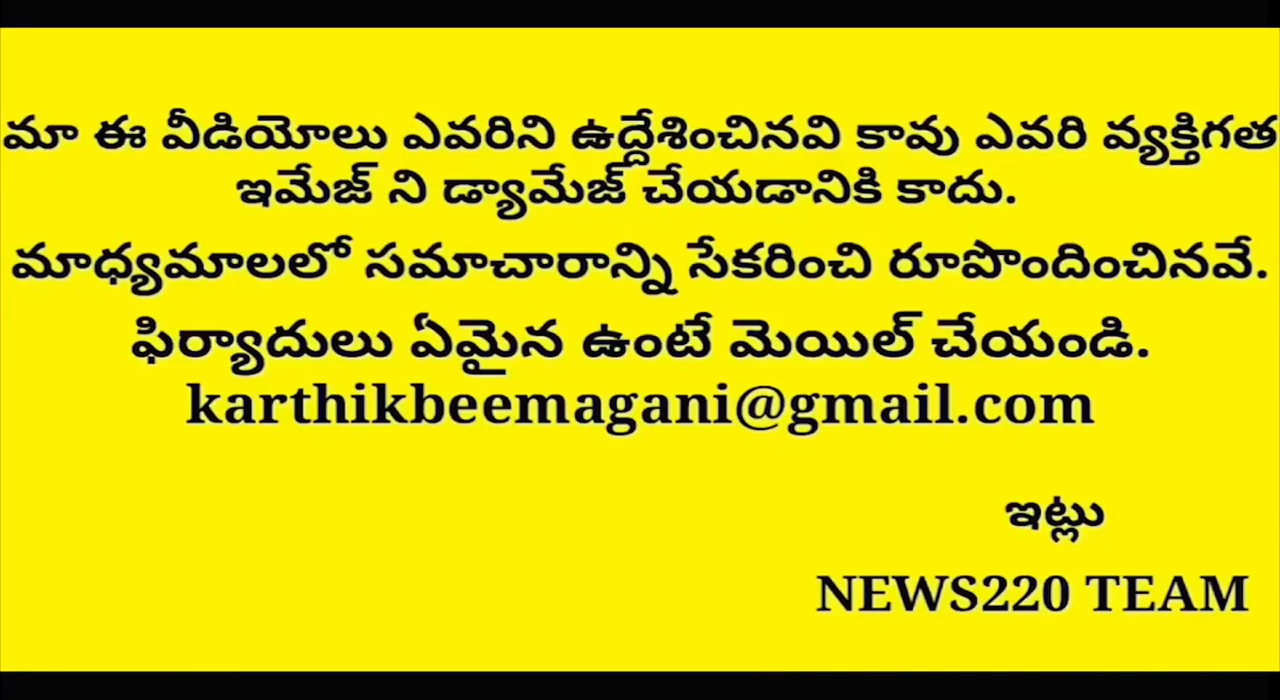 మా ఈ వీడియోలు ఎవరిని ఉద్దేశించినవి కావు ఎవరి వ్యక్తిగత
ఇమేజ్ ని డ్యామేజ్ చేయడానికి కాదు.
మాధ్యమాలలో సమాచారాన్ని సేకరించి రూపొందించినవే.
ఫిర్యాదులు ఏమైన ఉంటే మెయిల్ చేయండి.
karthikbeemagani@gmail.com
ఇట్లు
NEWS220 TEAM